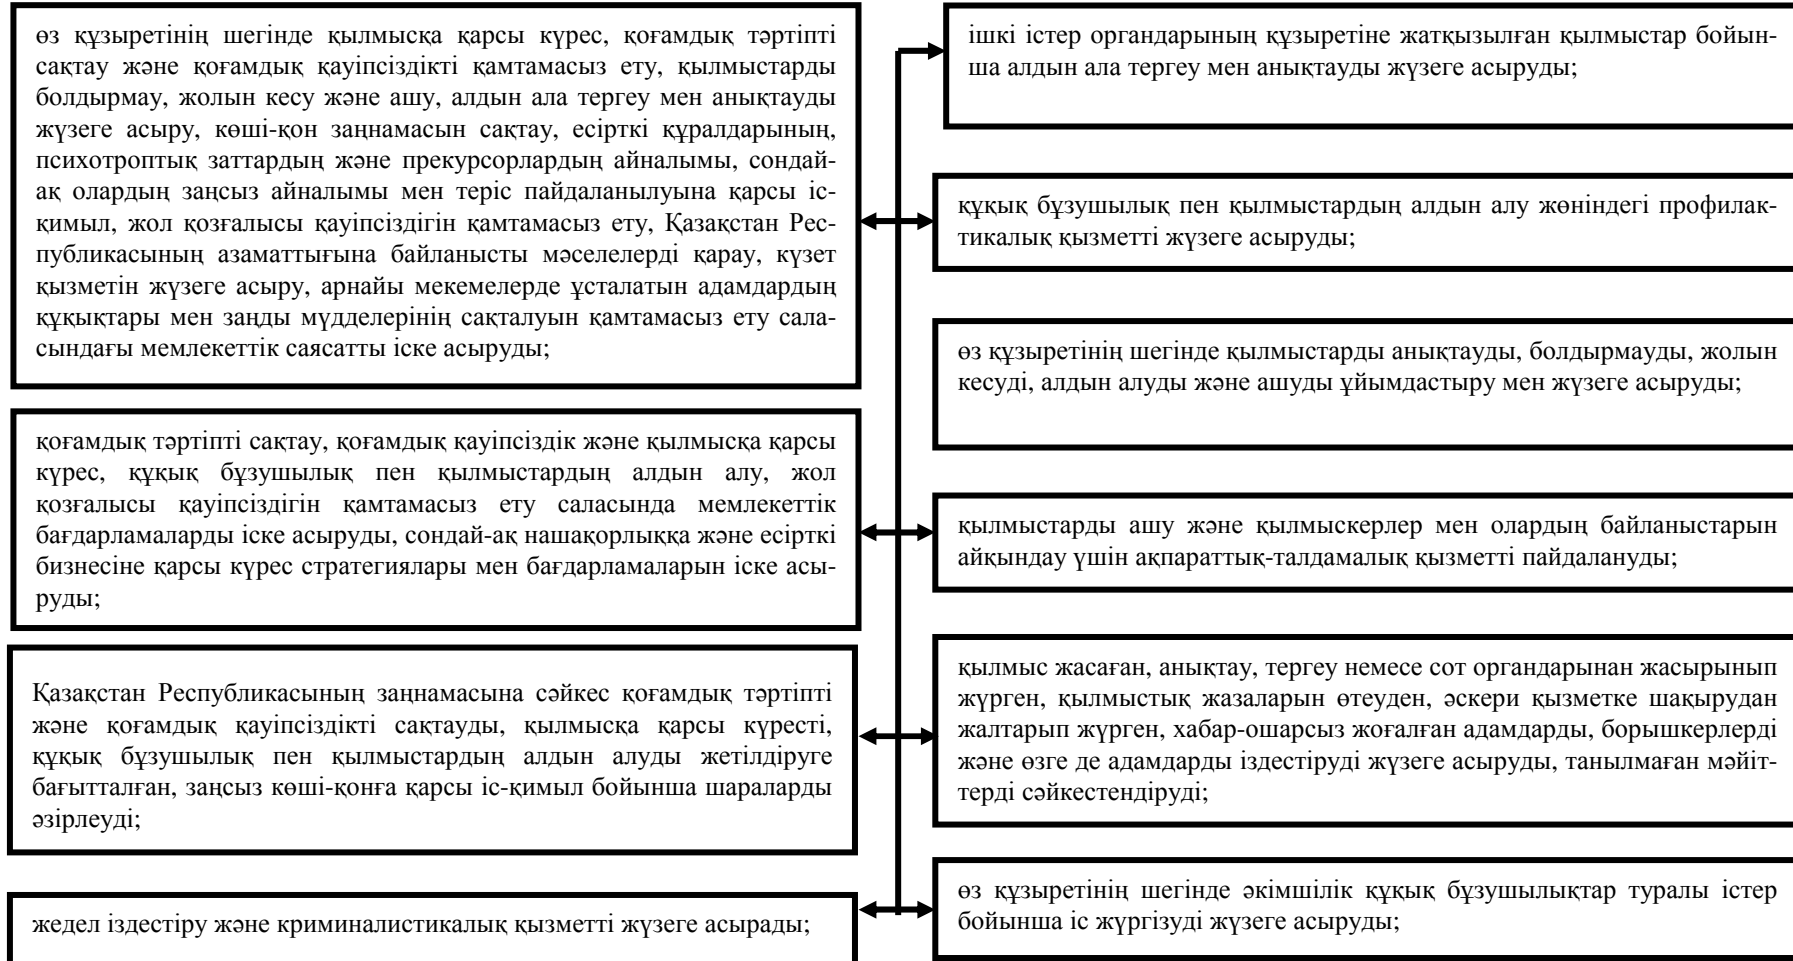 өз құзыретінің шегінде қылмысқа қарсы күрес, қоғамдық тәртіпті
сақтау және қоғамдық қауіпсіздікті қамтамасыз ету, қылмыстарды
болдырмау, жолын кесу және ашу, алдын ала тергеу мен анықтауды
жүзеге асыру, көші-қон заңнамасын сақтау, есірткі құралдарының,
психотроптық заттардың және прекурсорлардың айналымы, сондай-
ақ олардың заңсыз айналымы мен теріс пайдаланылуына қарсы іс-
қимыл, жол қозғалысы қауіпсіздігін қамтамасыз ету, Қазақстан Рес-
публикасының азаматтығына байланысты мәселелерді қарау, күзет
қызметін жүзеге асыру, арнайы мекемелерде ұсталатын адамдардың
құқықтары мен заңды мүдделерінің сақталуын қамтамасыз ету сала-
сындағы мемлекеттік саясатты іске асыруды;
қоғамдық тәртіпті сақтау, қоғамдық қауіпсіздік және қылмысқа қарсы
күрес, құқық бұзушылық пен қылмыстардың алдын алу, жол
қозғалысы қауіпсіздігін қамтамасыз ету саласында мемлекеттік
бағдарламаларды іске асыруды, сондай-ақ нашақорлыққа және есірткі
бизнесіне қарсы күрес стратегиялары мен бағдарламаларын іске асы-
руды;
Қазақстан Республикасының заңнамасына сәйкес қоғамдық тәртіпті
және қоғамдық қауіпсіздікті сақтауды, қылмысқа қарсы күресті,
құқық бұзушылық пен қылмыстардың алдын алуды жетілдіруге
бағытталған, заңсыз көші-қонға қарсы іс-қимыл бойынша шараларды
әзірлеуді;
жедел іздестіру және криминалистикалық қызметті жүзеге асырады;
ішкі істер органдарының құзыретіне жатқызылған қылмыстар бойын-
ша алдын ала тергеу мен анықтауды жүзеге асыруды;
құқық бұзушылық пен қылмыстардың алдын алу жөніндегі профилак-
тикалық қызметті жүзеге асыруды;
өз құзыретінің шегінде қылмыстарды анықтауды, болдырмауды, жолын
кесуді, алдын алуды және ашуды ұйымдастыру мен жүзеге асыруды;
қылмыстарды ашу және қылмыскерлер мен олардың байланыстарын
айқындау үшін ақпараттық-талдамалық қызметті пайдалануды;
қылмыс жасаған, анықтау, тергеу немесе сот органдарынан жасырынып
жүрген, қылмыстық жазаларын өтеуден, әскери қызметке шақырудан
жалтарып жүрген, хабар-ошарсыз жоғалған адамдарды, борышкерлерді
және өзге де адамдарды іздестіруді жүзеге асыруды, танылмаған мәйіт-
терді сәйкестендіруді;
өз құзыретінің шегінде әкімшілік құқық бұзушылықтар туралы істер
бойынша іс жүргізуді жүзеге асыруды;